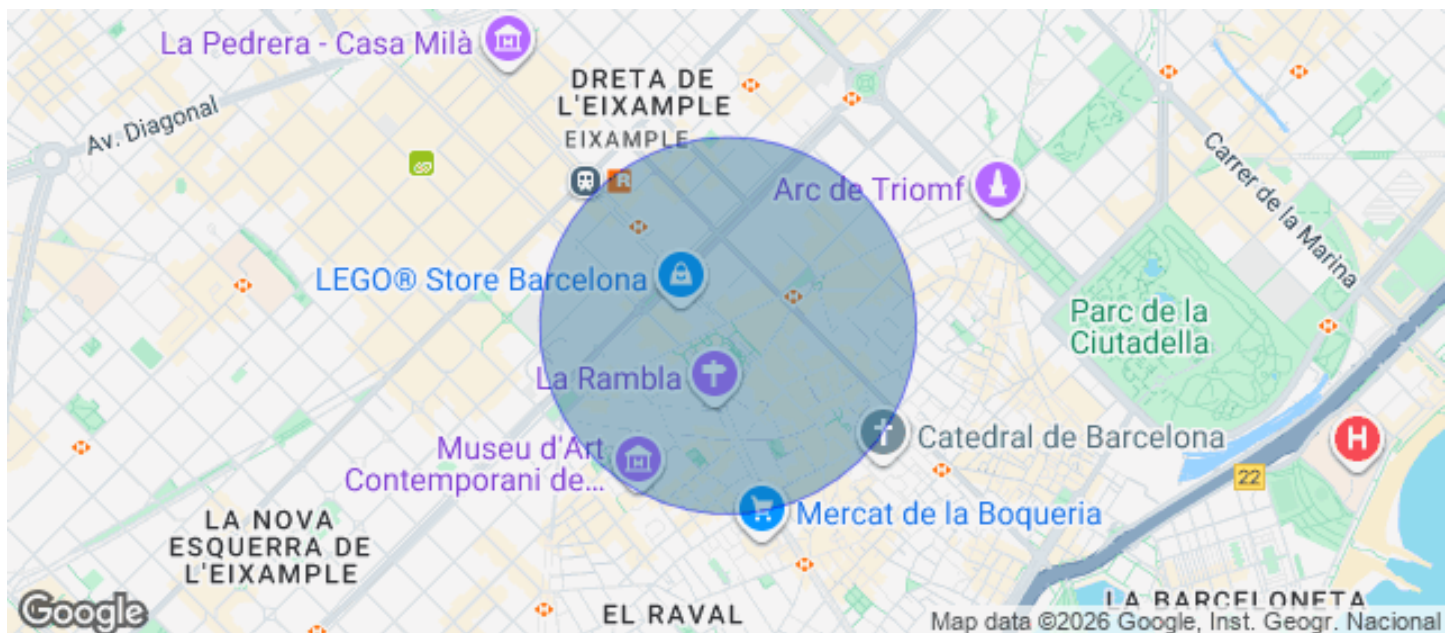 La Pedrera - Casa Milà
DRETA DE
L'EIXAMPLE
EIXAMPLE
Av. Diagonal
R
Arc de Triomf
Carrer de la Marina
LEGO® Store Barcelona
Parc de la
Ciutadella
La Rambla
Catedral de Barcelona
Museu d'Art
Contemporani de...
H
22
Mercat de la Boqueria
LA NOVA
ESQUERRA DE
L'EIXAMPLE
EL RAVAL
LA BARCELONETA
Google
Map data ©2026 Google, Inst. Geogr. Nacional